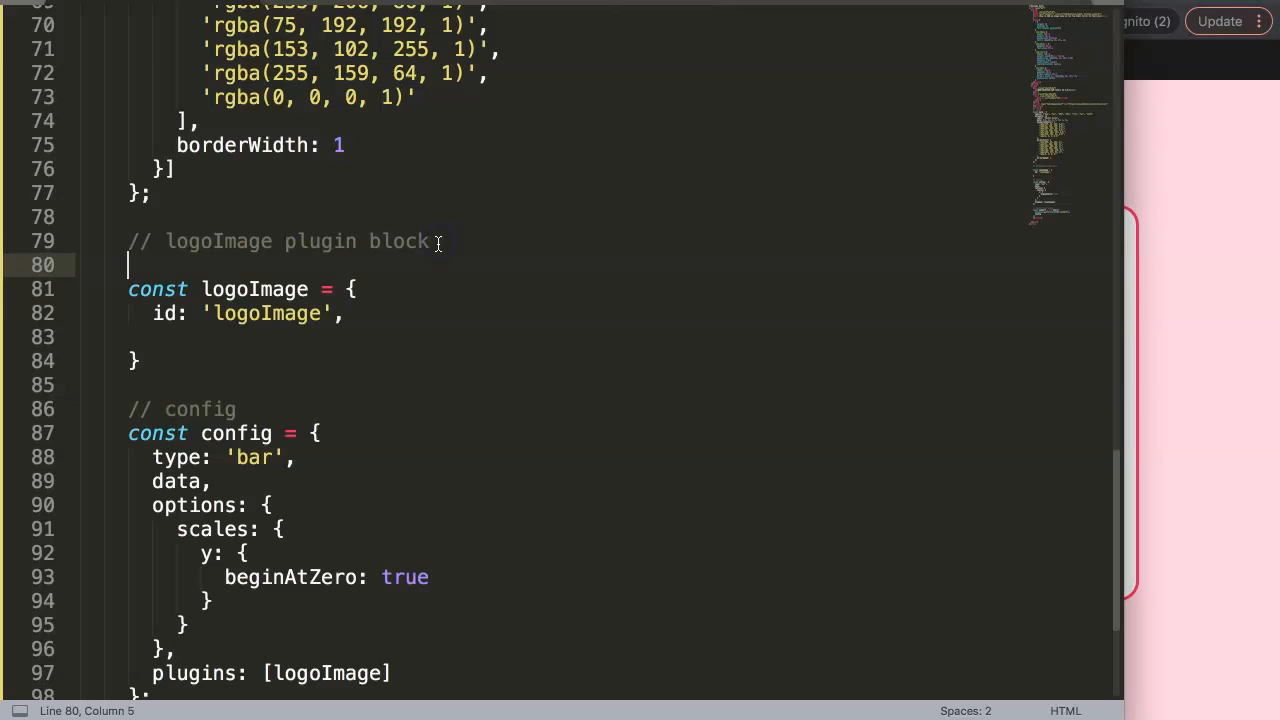 70 'rgba(75, 192, 192, 1)',
71 'rgba(153, 102, 255, 1)',
72 'rgba(255, 159, 64, 1)',
73 'rgba(0, 0, 0, 1)'
74 ],
75 borderWidth: 1
76 }]
77 };
78
79 // logoImage plugin block
80
81 const logoImage = {
82 id: 'logoImage',
83
84 }
85
86 // config
87 const config = {
88 type: 'bar',
89 data,
90 options: {
91 scales: {
92 y: {
93 beginAtZero: true
94 }
95 }
96 },
97 plugins: [logoImage]
98 };
Line 80, Column 5
Spaces: 2
HTML
(2)
Update